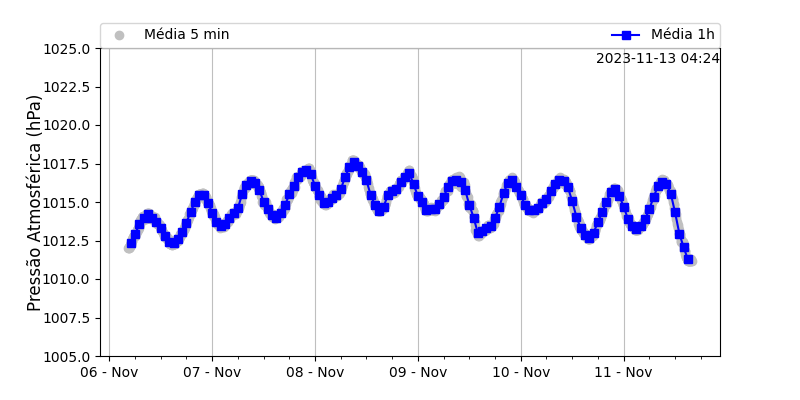 Média 5 min
Média 1h
2023-11-13 04:24
Pressão Atmosférica (hPa)
1025.0
1022.5
1020.0
1017.5
1015.0
1012.5
1010.0
1007.5
1005.0
06 - Nov
07 - Nov
08 - Nov
09 - Nov
10 - Nov
11 - Nov